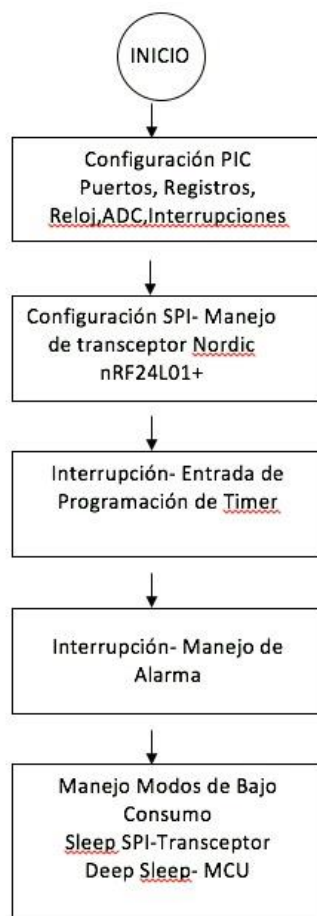 INICIO
Configuración PIC
Puertos, Registros,
Reloj,ADC,Interrupciones
Configuración SPI- Manejo
de transceptor Nordic
nRF24L01+
Interrupción- Entrada de
Programación de Timer
Interrupción- Manejo de
Alarma
Manejo Modos de Bajo
Consumo
Sleep SPI-Transceptor
Deep Sleep- MCU